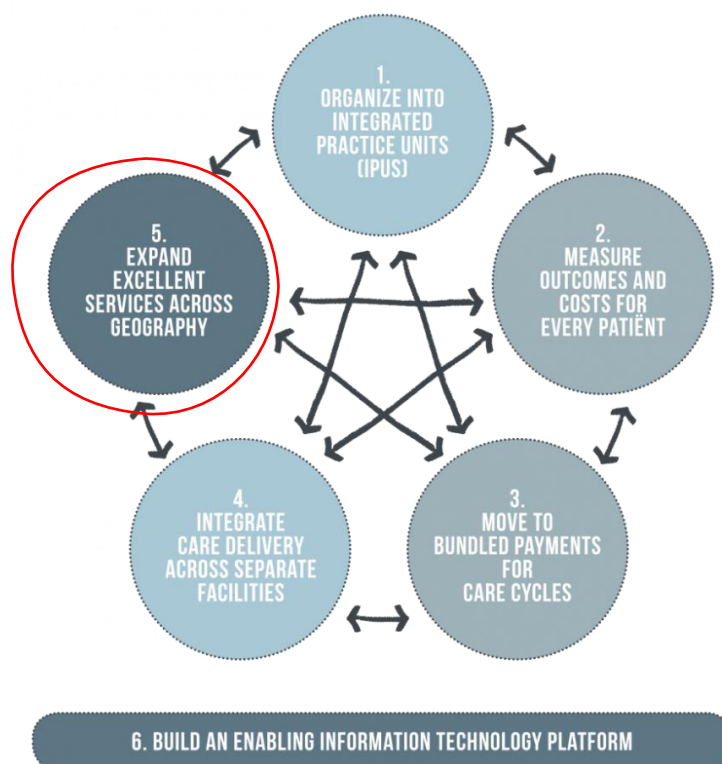 1.
ORGANIZE INTO
INTEGRATED
PRACTICE UNITS
(IPUS)
2.
MEASURE
OUTCOMES AND
COSTS FOR
EVERY PATIËNT
3.
MOVE TO
BUNDLED PAYMENTS
FOR
CARE CYCLES
4.
INTEGRATE
CARE DELIVERY
ACROSS SEPARATE
FACILITIES
5.
EXPAND
EXCELLENT
SERVICES ACROSS
GEOGRAPHY
6. BUILD AN ENABLING INFORMATION TECHNOLOGY PLATFORM